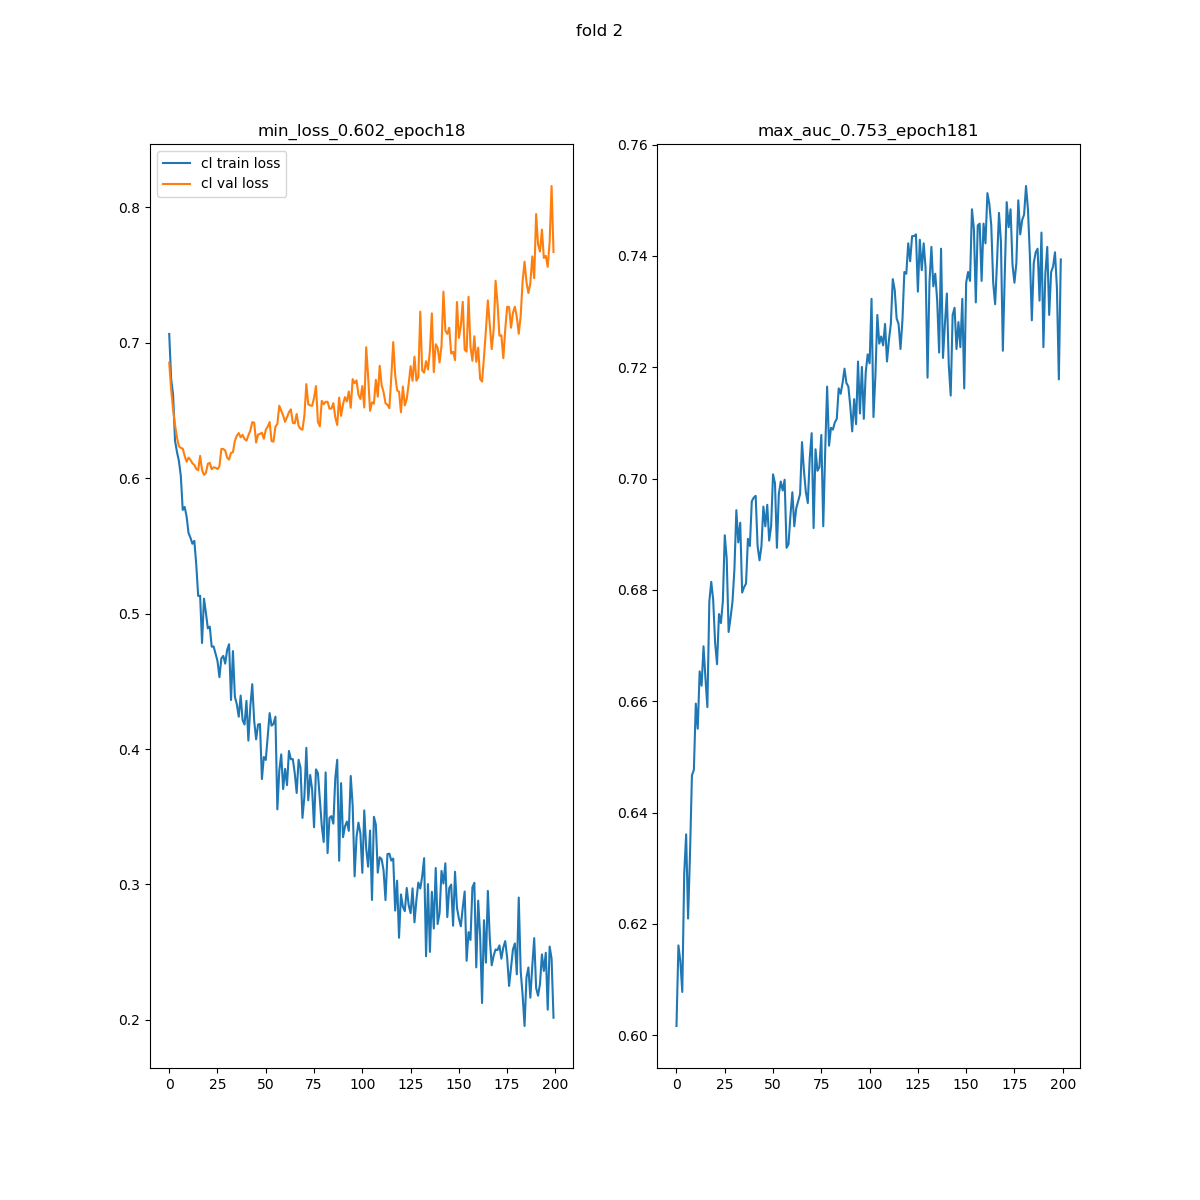 fold 2
min_loss_0.602_epoch18
cl train loss
cl val loss
0.8
0.7
0.6
0.5
0.4
0.3
0.2
0 25 50 75 100 125 150 175 200
max_auc_0.753_epoch181
0.76
0.74
0.72
0.70
0.68
0.66
0.64
0.62
0.60
0 25 50 75 100 125 150 175 200